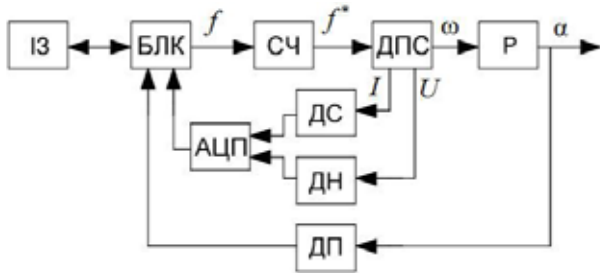 ІЗ БЛК f СЧ f* ДПС ω Р α
I U
ДС
АЦП
ДН
ДП